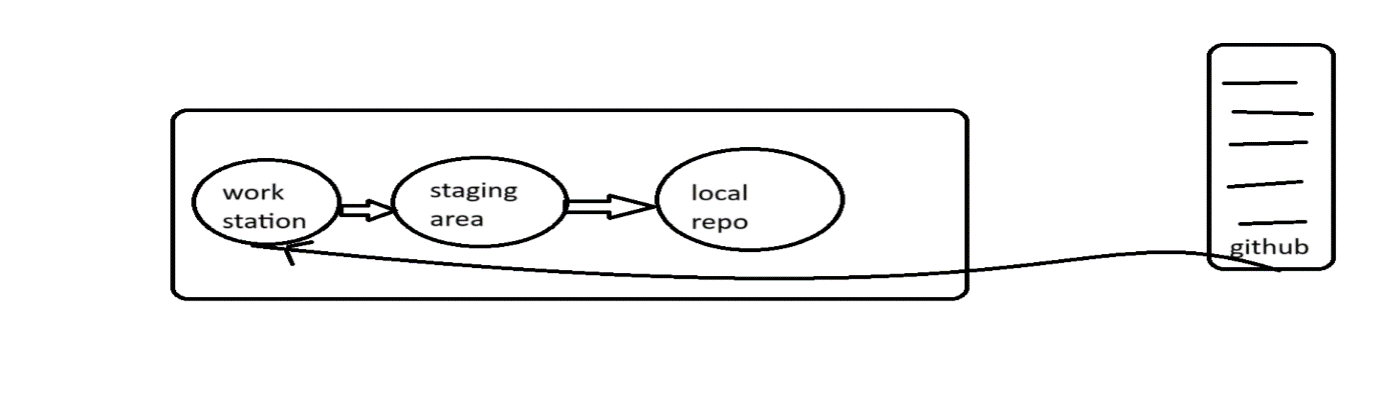 work
station
staging
area
local
repo
github